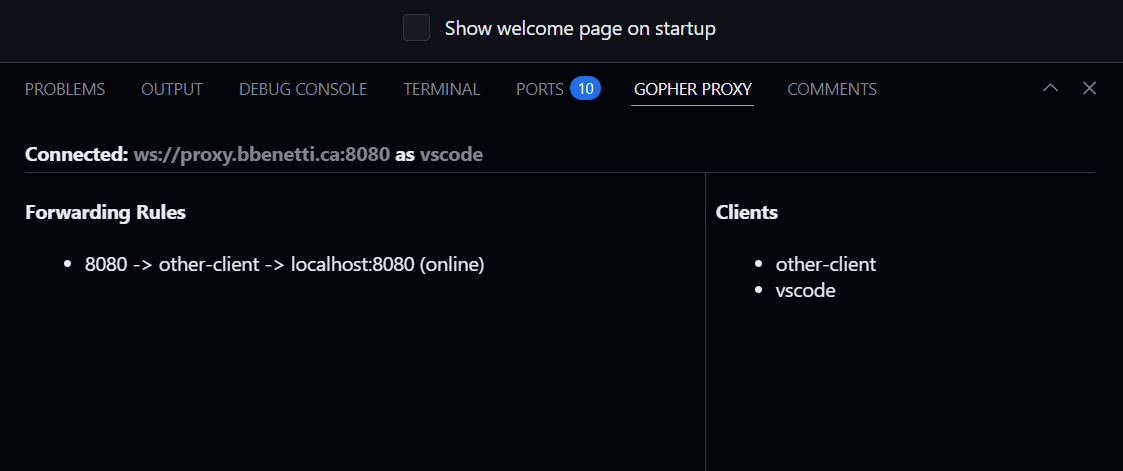 Show welcome page on startup
PROBLEMS OUTPUT DEBUG CONSOLE TERMINAL PORTS 10 GOPHER PROXY COMMENTS
Connected: ws://proxy.bbenetti.ca:8080 as vscode
Forwarding Rules
8080 -> other-client -> localhost:8080 (online)
Clients
other-client
vscode